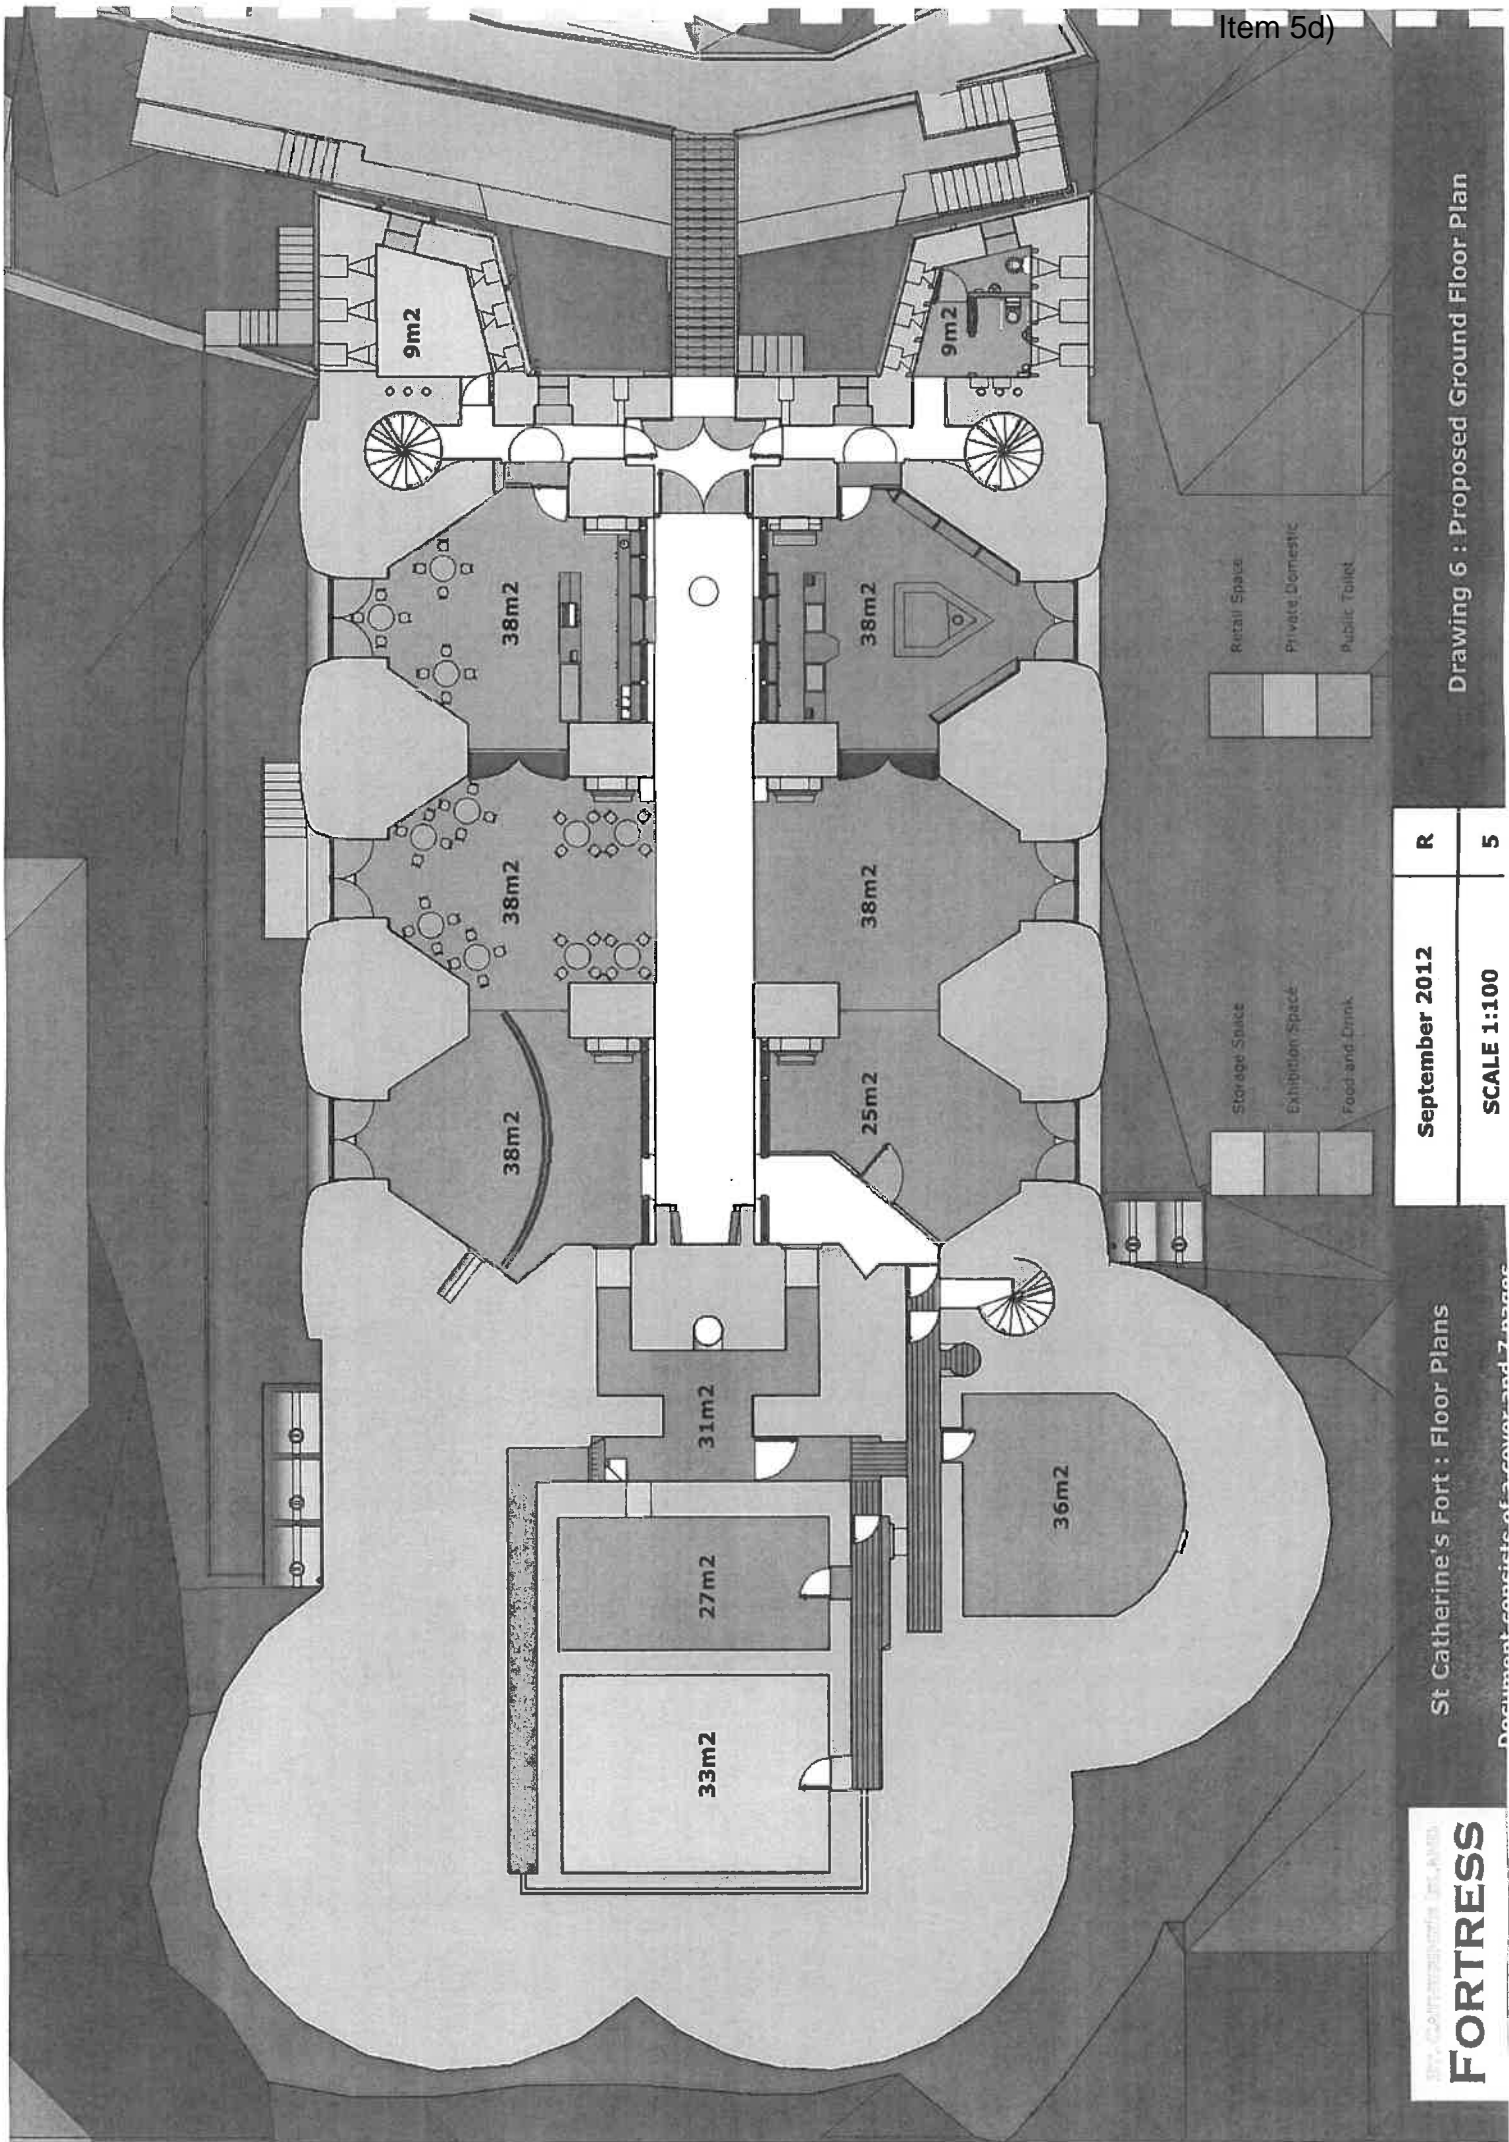 Item 5d)
9m2
9m2
38m2
38m2
38m2
38m2
38m2
25m2
31m2
36m2
27m2
33m2
Retail Space
Private Domestic
Public Toilet
Storage Space
Exhibition Space
Food and Drink
Drawing 6 : Proposed Ground Floor Plan
September 2012
R
SCALE 1:100
5
St Catherine's Fort : Floor Plans
FORTRESS